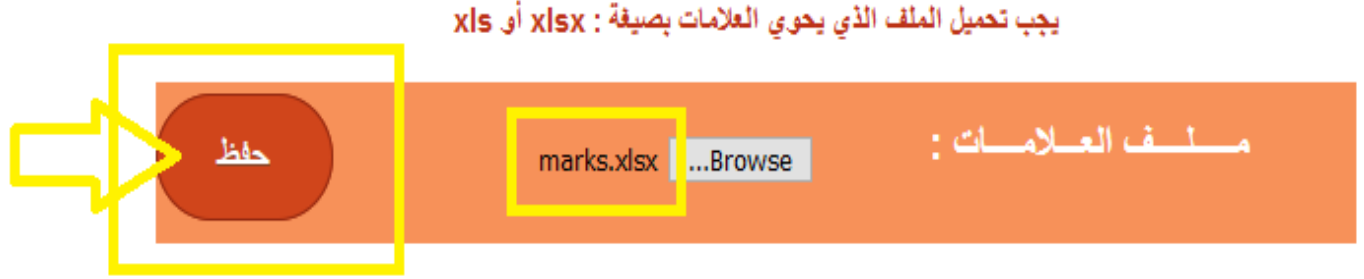 يجب تحميل الملف الذي يحوي العلامات بصيغة : xlsx أو xls
مـــلـــف العـــلامـــات :
...Browse
marks.xlsx
حفظ